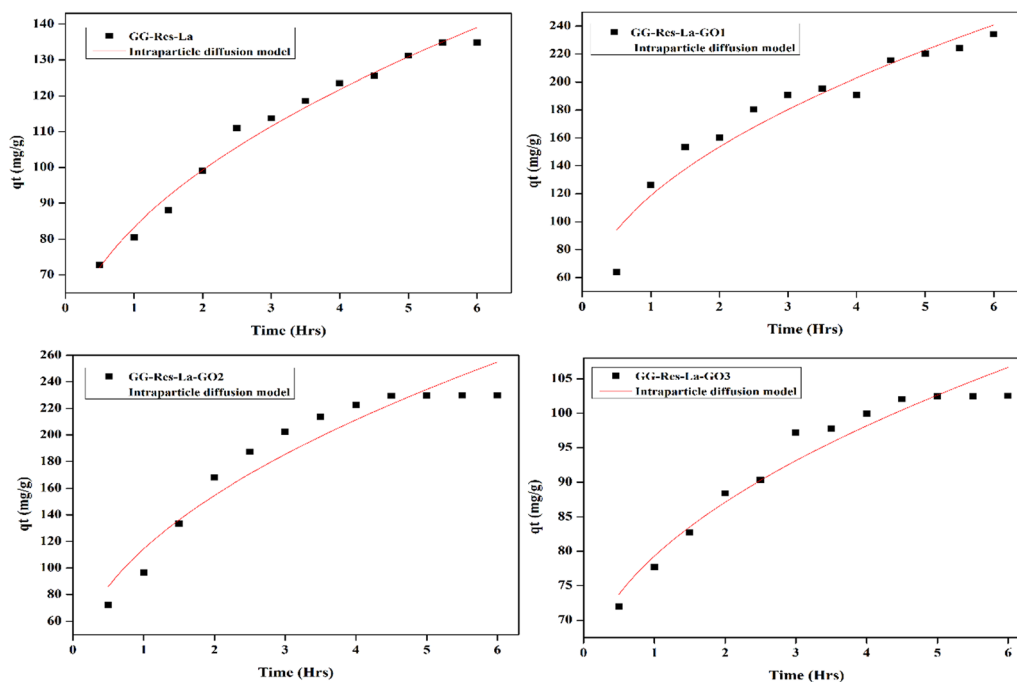 GG-Res-La
Intraparticle diffusion model
140
130
120
110
100
90
80
70
qt (mg/g)
0 1 2 3 4 5 6
Time (Hrs)
GG-Res-La-GO1
Intraparticle diffusion model
240
220
200
180
160
140
120
100
80
60
qt (mg/g)
0 1 2 3 4 5 6
Time (Hrs)
GG-Res-La-GO2
Intraparticle diffusion model
260
240
220
200
180
160
140
120
100
80
60
qt (mg/g)
0 1 2 3 4 5 6
Time (Hrs)
GG-Res-La-GO3
Intraparticle diffusion model
105
100
95
90
85
80
75
70
qt (mg/g)
0 1 2 3 4 5 6
Time (Hrs)